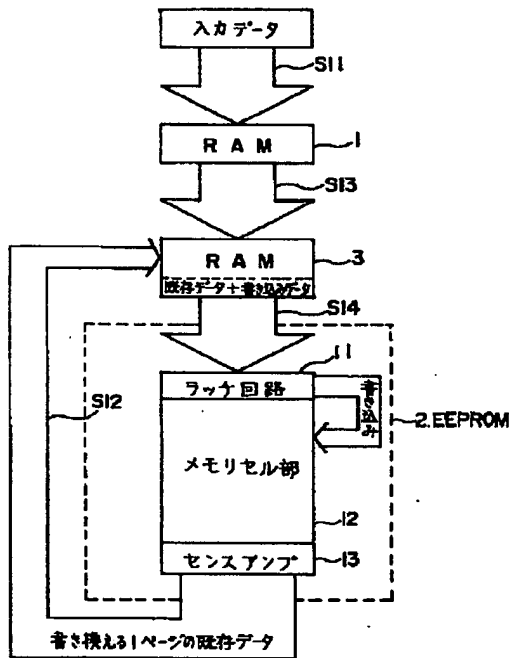 入力データ
S11
RAM
1
S13
RAM
3
既存データ+書き込みデータ
S14
11
ラッチ回路
書き込み
S12
2.EEPROM
メモリセル部
12
センスアンプ
13
書き換える1ページの既存データ